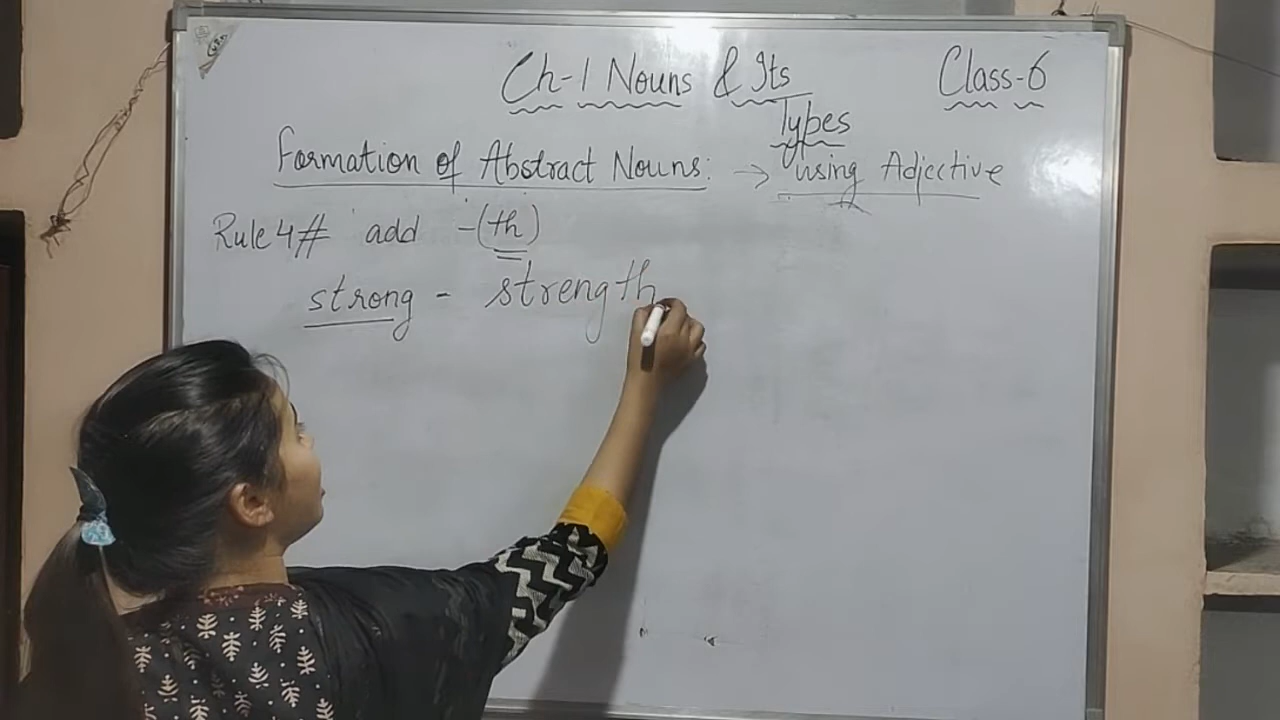 Ch-1 Nouns & Its Types
Class-6
Formation of Abstract Nouns: → using Adjective
Rule 4# add -(th)
strong - strength